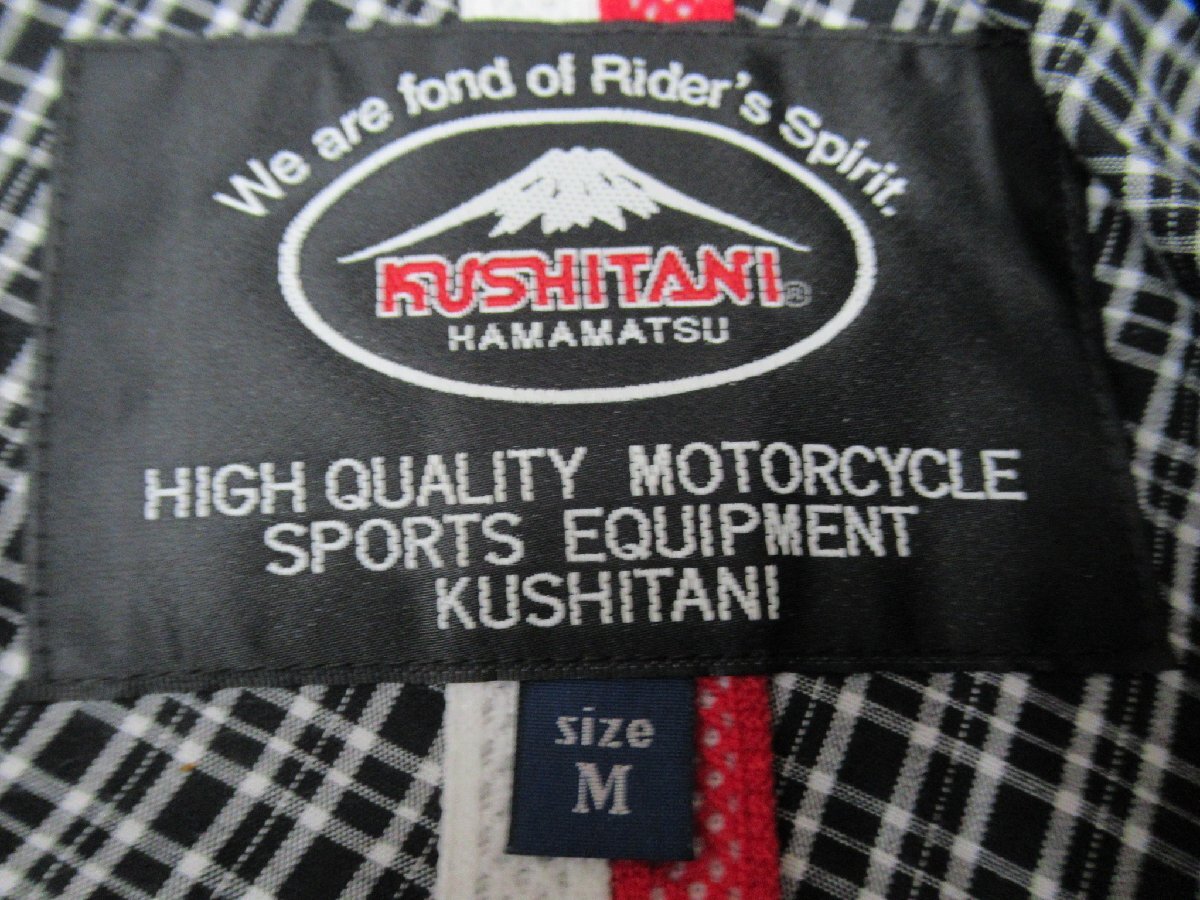 We are fond of Rider's Spirit.
KUSHITANI®
HAMAMATSU
HIGH QUALITY MOTORCYCLE
SPORTS EQUIPMENT
KUSHITANI
size
M